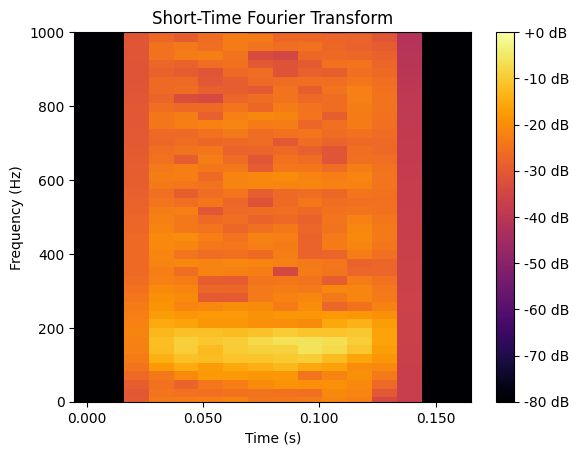 Short-Time Fourier Transform
1000
800
600
400
200
0
Frequency (Hz)
0.000
0.050
0.100
0.150
Time (s)
+0 dB
-10 dB
-20 dB
-30 dB
-40 dB
-50 dB
-60 dB
-70 dB
-80 dB